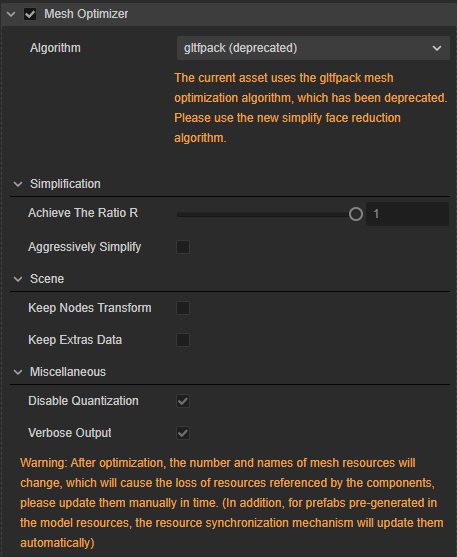 Mesh Optimizer
Algorithm
gltfpack (deprecated)
The current asset uses the gltfpack mesh
optimization algorithm, which has been deprecated.
Please use the new simplify face reduction
algorithm.
Simplification
Achieve The Ratio R
1
Aggressively Simplify
Scene
Keep Nodes Transform
Keep Extras Data
Miscellaneous
Disable Quantization
Verbose Output
Warning: After optimization, the number and names of mesh resources will
change, which will cause the loss of resources referenced by the components,
please update them manually in time. (In addition, for prefabs pre-generated in
the model resources, the resource synchronization mechanism will update them
automatically)